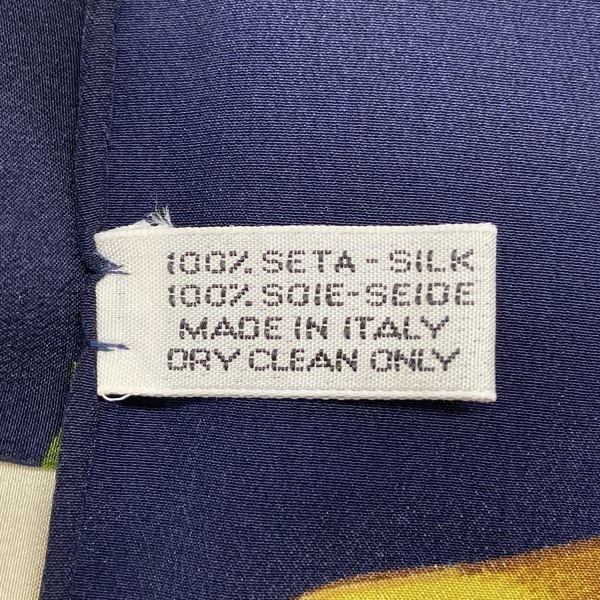 100% SETA - SILK
100% SOIE-SEIDE
MADE IN ITALY
DRY CLEAN ONLY